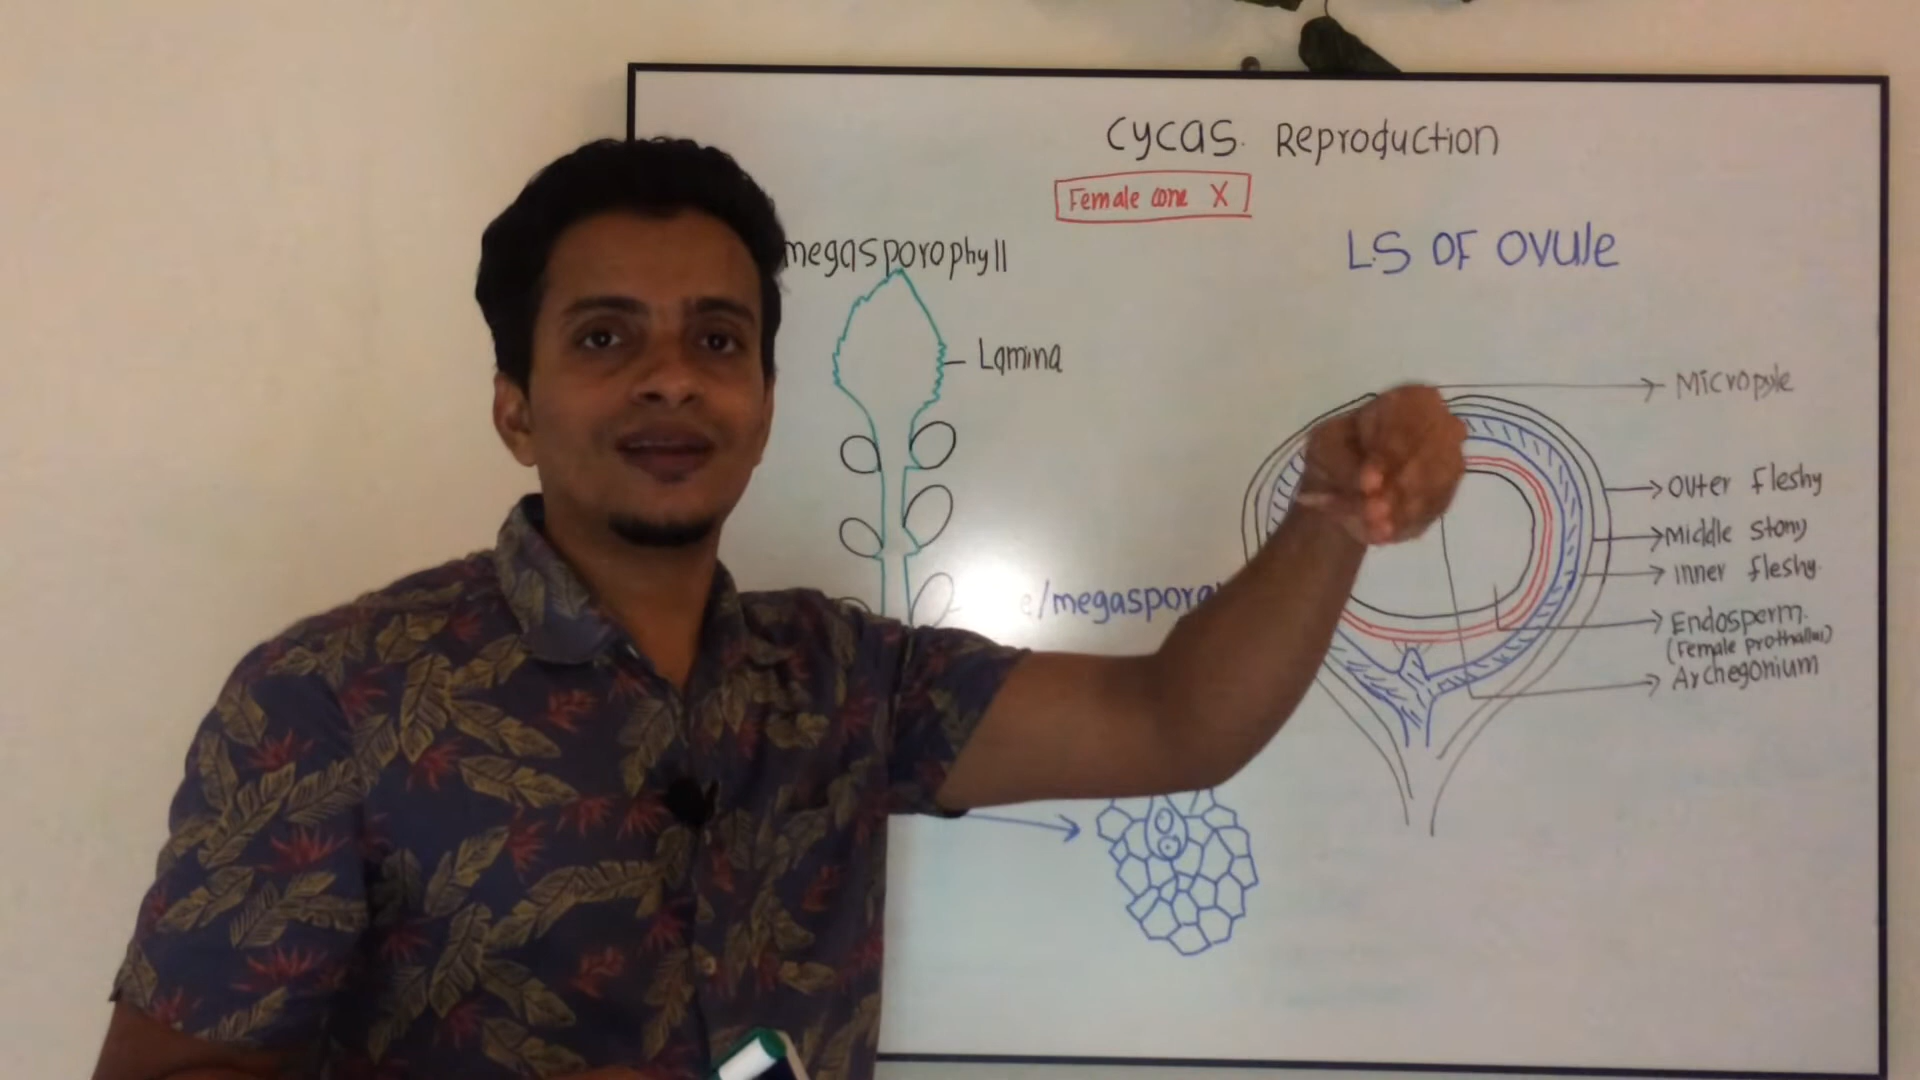 Cycas Reproduction
Female cone X
megasporophyll
LS OF OVULE
Lamina
Micropyle
Outer fleshy
Middle stony
Inner fleshy
/megaspora
Endosperm.
(Female prothallus)
Archegonium